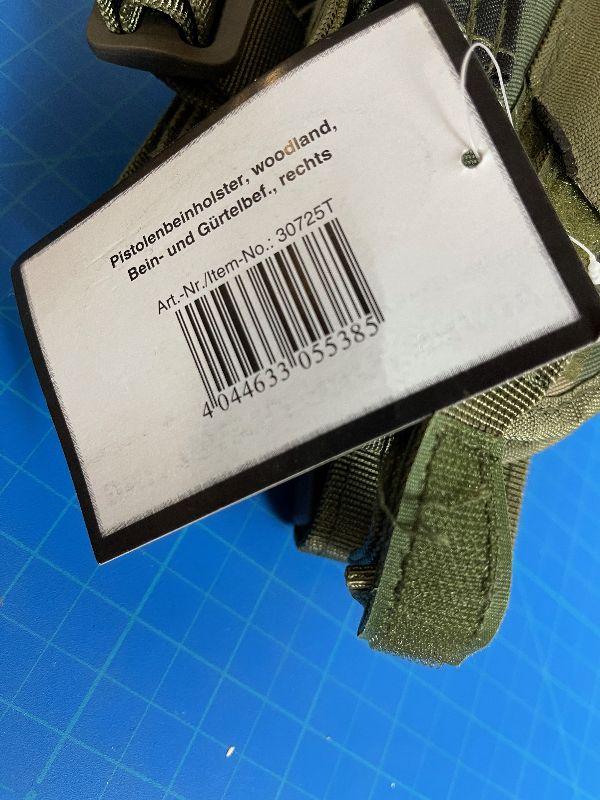 Pistolenbeinholster, woodland,
Bein- und Gürtelbef., rechts
Art.-Nr./Item-No.: 30725T
4 044633 055385